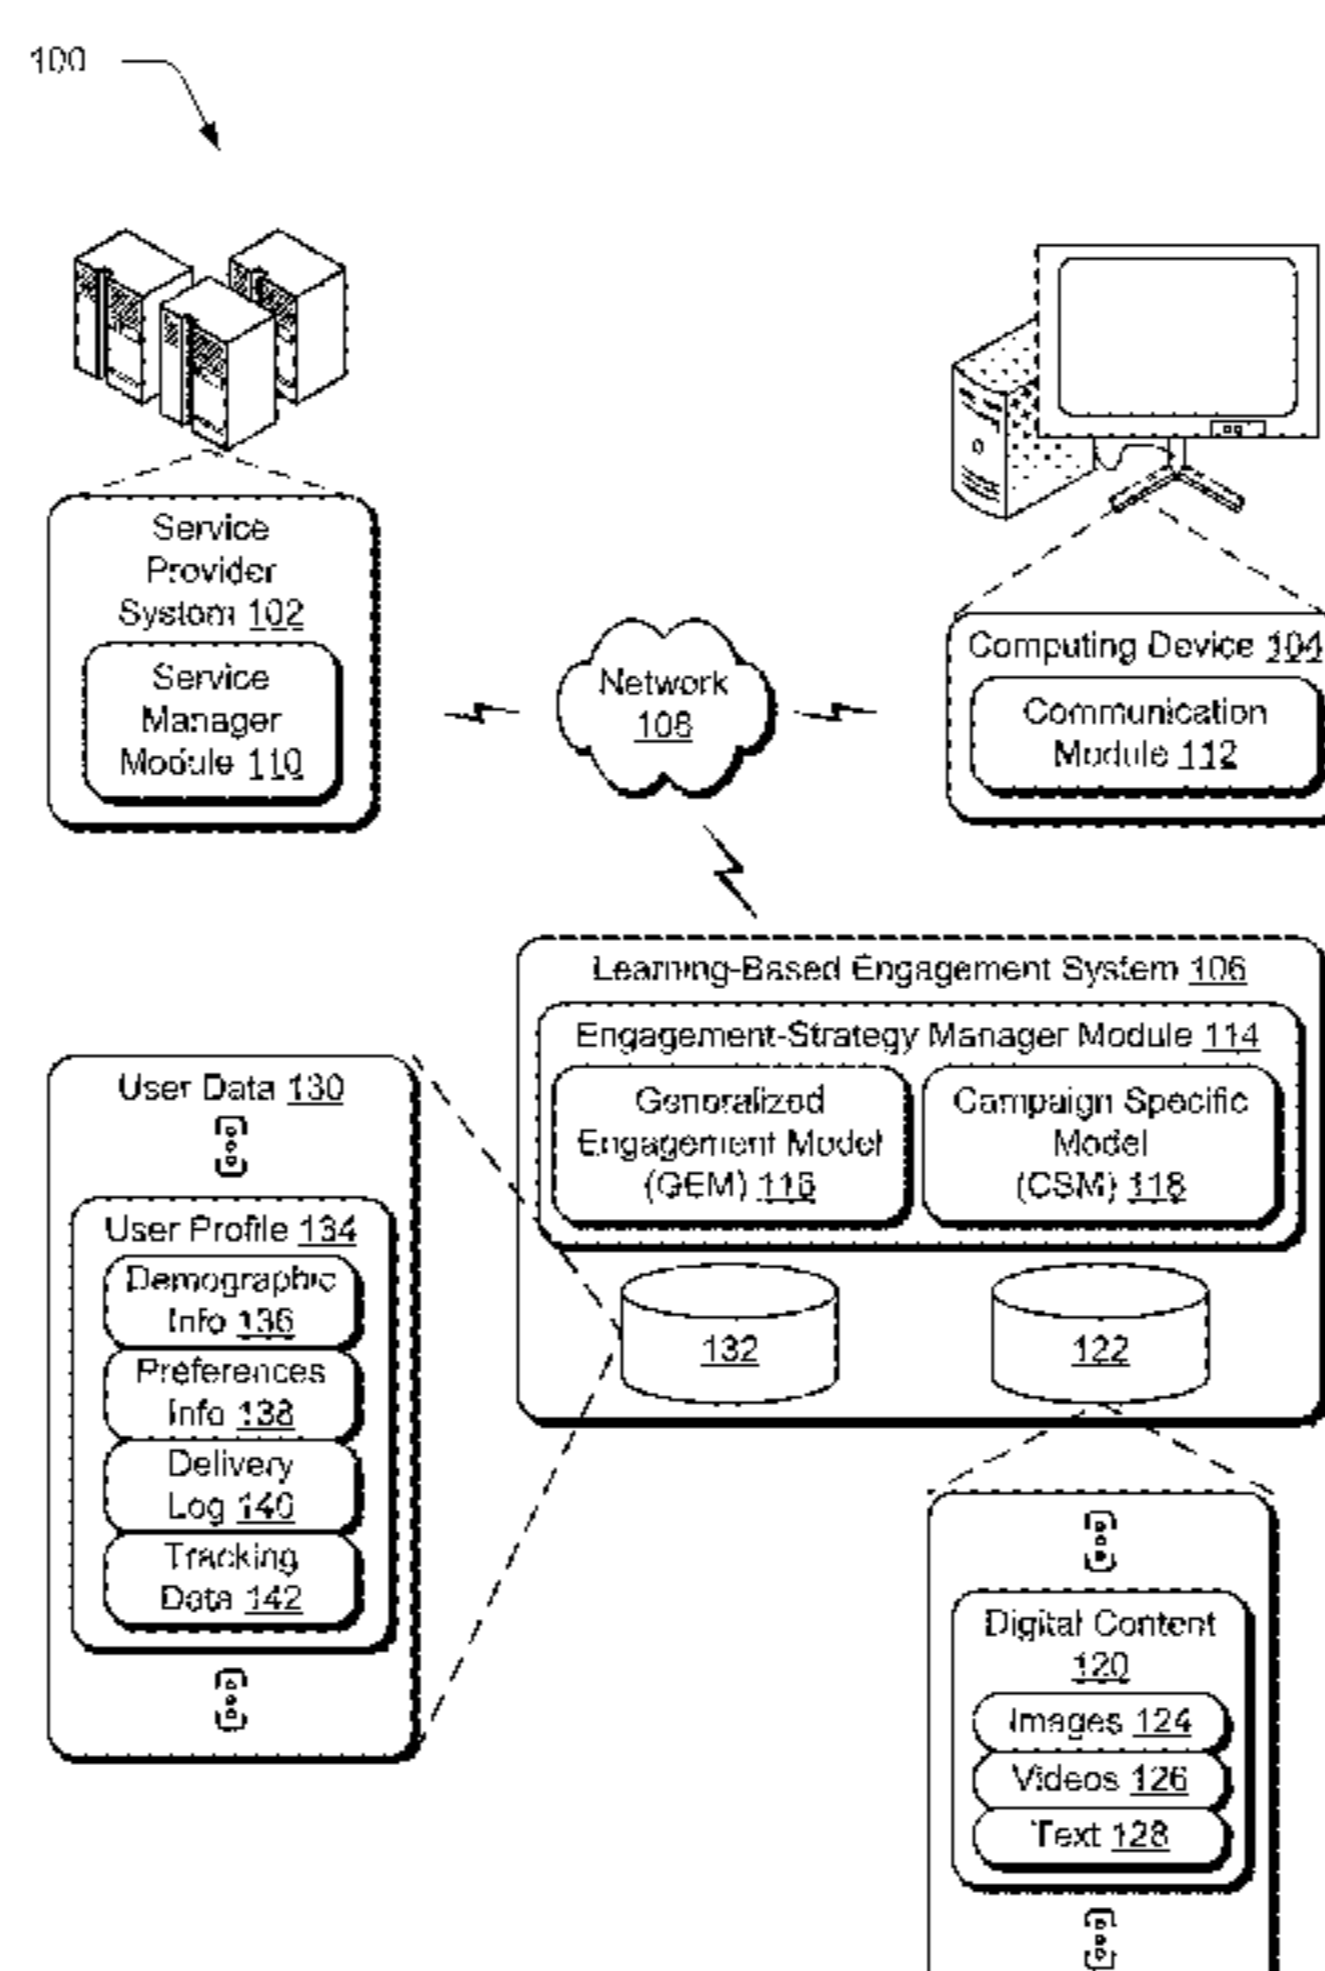 100
Service
Provider
System 102
Service
Manager
Module 110
Network
108
Computing Device 104
Communication
Module 112
Learning-Based Engagement System 106
Engagement-Strategy Manager Module 114
Generalized
Engagement Model
(GEM) 116
Campaign Specific
Model
(CSM) 118
132
122
User Data 130
User Profile 134
Demographic
Info 136
Preferences
Info 138
Delivery
Log 140
Tracking
Data 142
Digital Content
120
Images 124
Videos 126
Text 128